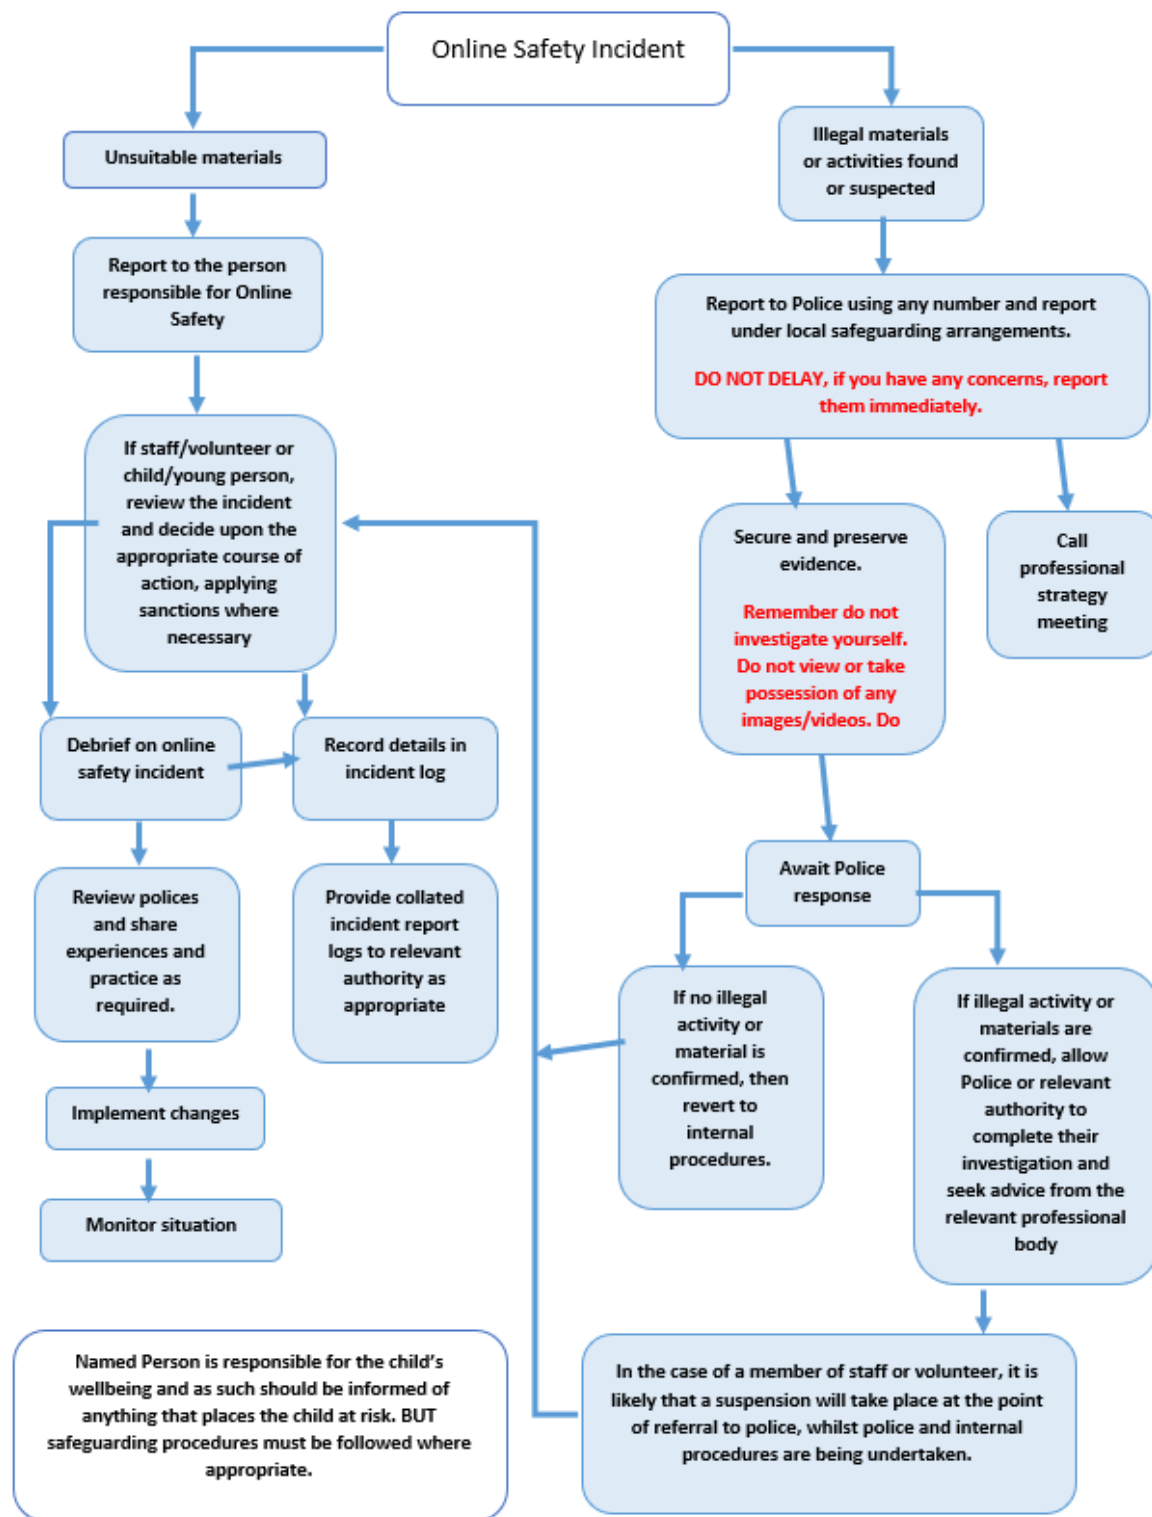 Online Safety Incident
Unsuitable materials
Illegal materials
or activities found
or suspected
Report to the person
responsible for Online
Safety
Report to Police using any number and report
under local safeguarding arrangements.
DO NOT DELAY, if you have any concerns, report
them immediately.
If staff/volunteer or
child/young person,
review the incident
and decide upon the
appropriate course of
action, applying
sanctions where
necessary
Secure and preserve
evidence.
Remember do not
investigate yourself.
Do not view or take
possession of any
images/videos. Do
Call
professional
strategy
meeting
Debrief on online
safety incident
Record details in
incident log
Await Police
response
Review polices
and share
experiences and
practice as
required.
Provide collated
incident report
logs to relevant
authority as
appropriate
If no illegal
activity or
material is
confirmed, then
revert to
internal
procedures.
If illegal activity or
materials are
confirmed, allow
Police or relevant
authority to
complete their
investigation and
seek advice from the
relevant professional
body
Implement changes
Monitor situation
Named Person is responsible for the child’s
wellbeing and as such should be informed of
anything that places the child at risk. BUT
safeguarding procedures must be followed where
appropriate.
In the case of a member of staff or volunteer, it is
likely that a suspension will take place at the point
of referral to police, whilst police and internal
procedures are being undertaken.